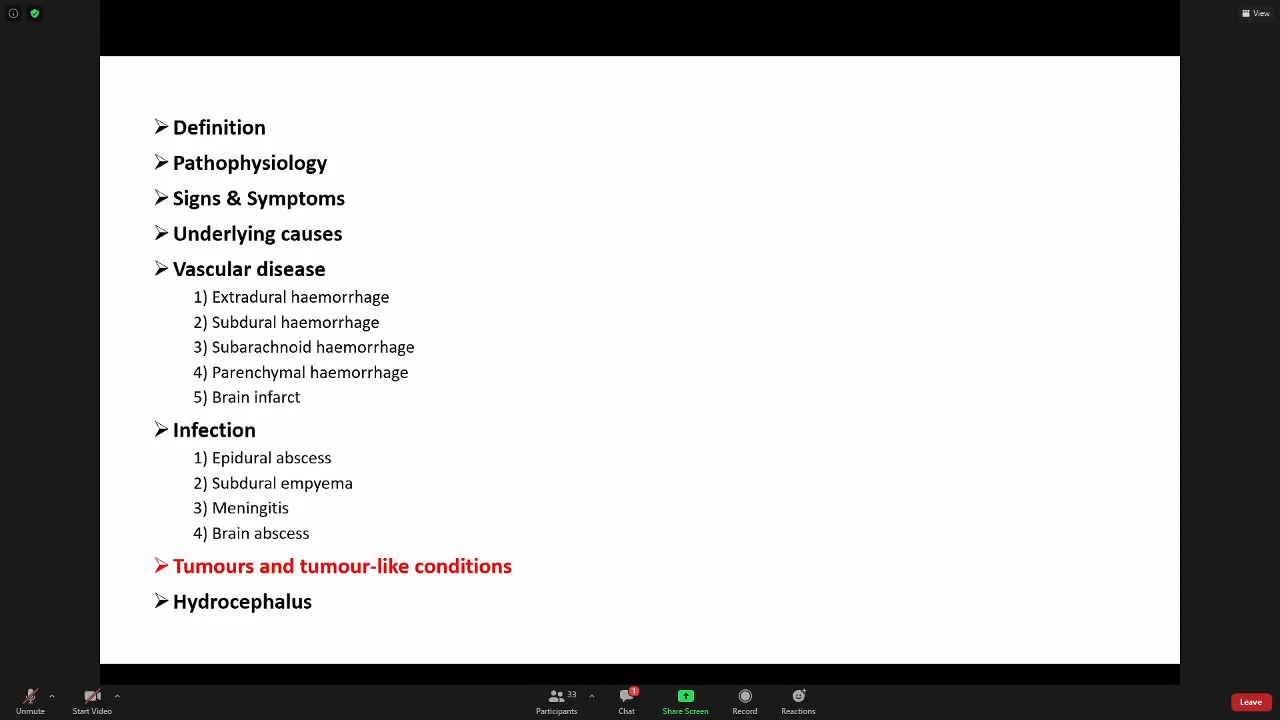 View
Definition
Pathophysiology
Signs & Symptoms
Underlying causes
Vascular disease
1) Extradural haemorrhage
2) Subdural haemorrhage
3) Subarachnoid haemorrhage
4) Parenchymal haemorrhage
5) Brain infarct
Infection
1) Epidural abscess
2) Subdural empyema
3) Meningitis
4) Brain abscess
Tumours and tumour-like conditions
Hydrocephalus
33
1
Unmute Start Video Participants Chat Share Screen Record Reactions Leave